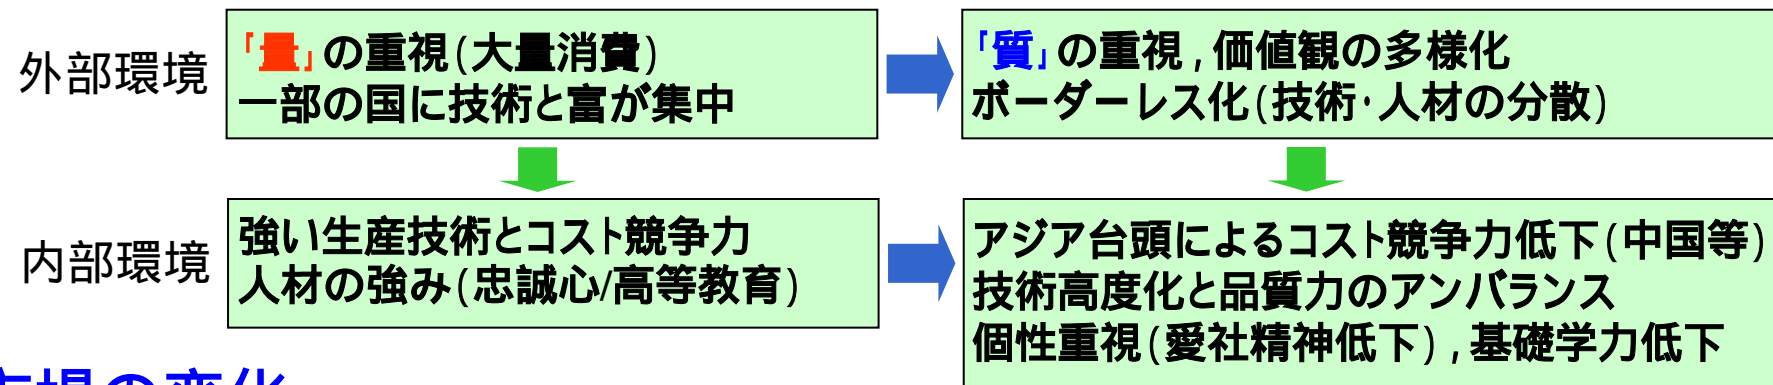 外部環境
「量」の重視(大量消費)
一部の国に技術と富が集中
「質」の重視,価値観の多様化
ボーダーレス化(技術・人材の分散)
内部環境
強い生産技術とコスト競争力
人材の強み(忠誠心/高等教育)
アジア台頭によるコスト競争力低下(中国等)
技術高度化と品質力のアンバランス
個性重視(愛社精神低下),基礎学力低下
市場の変化